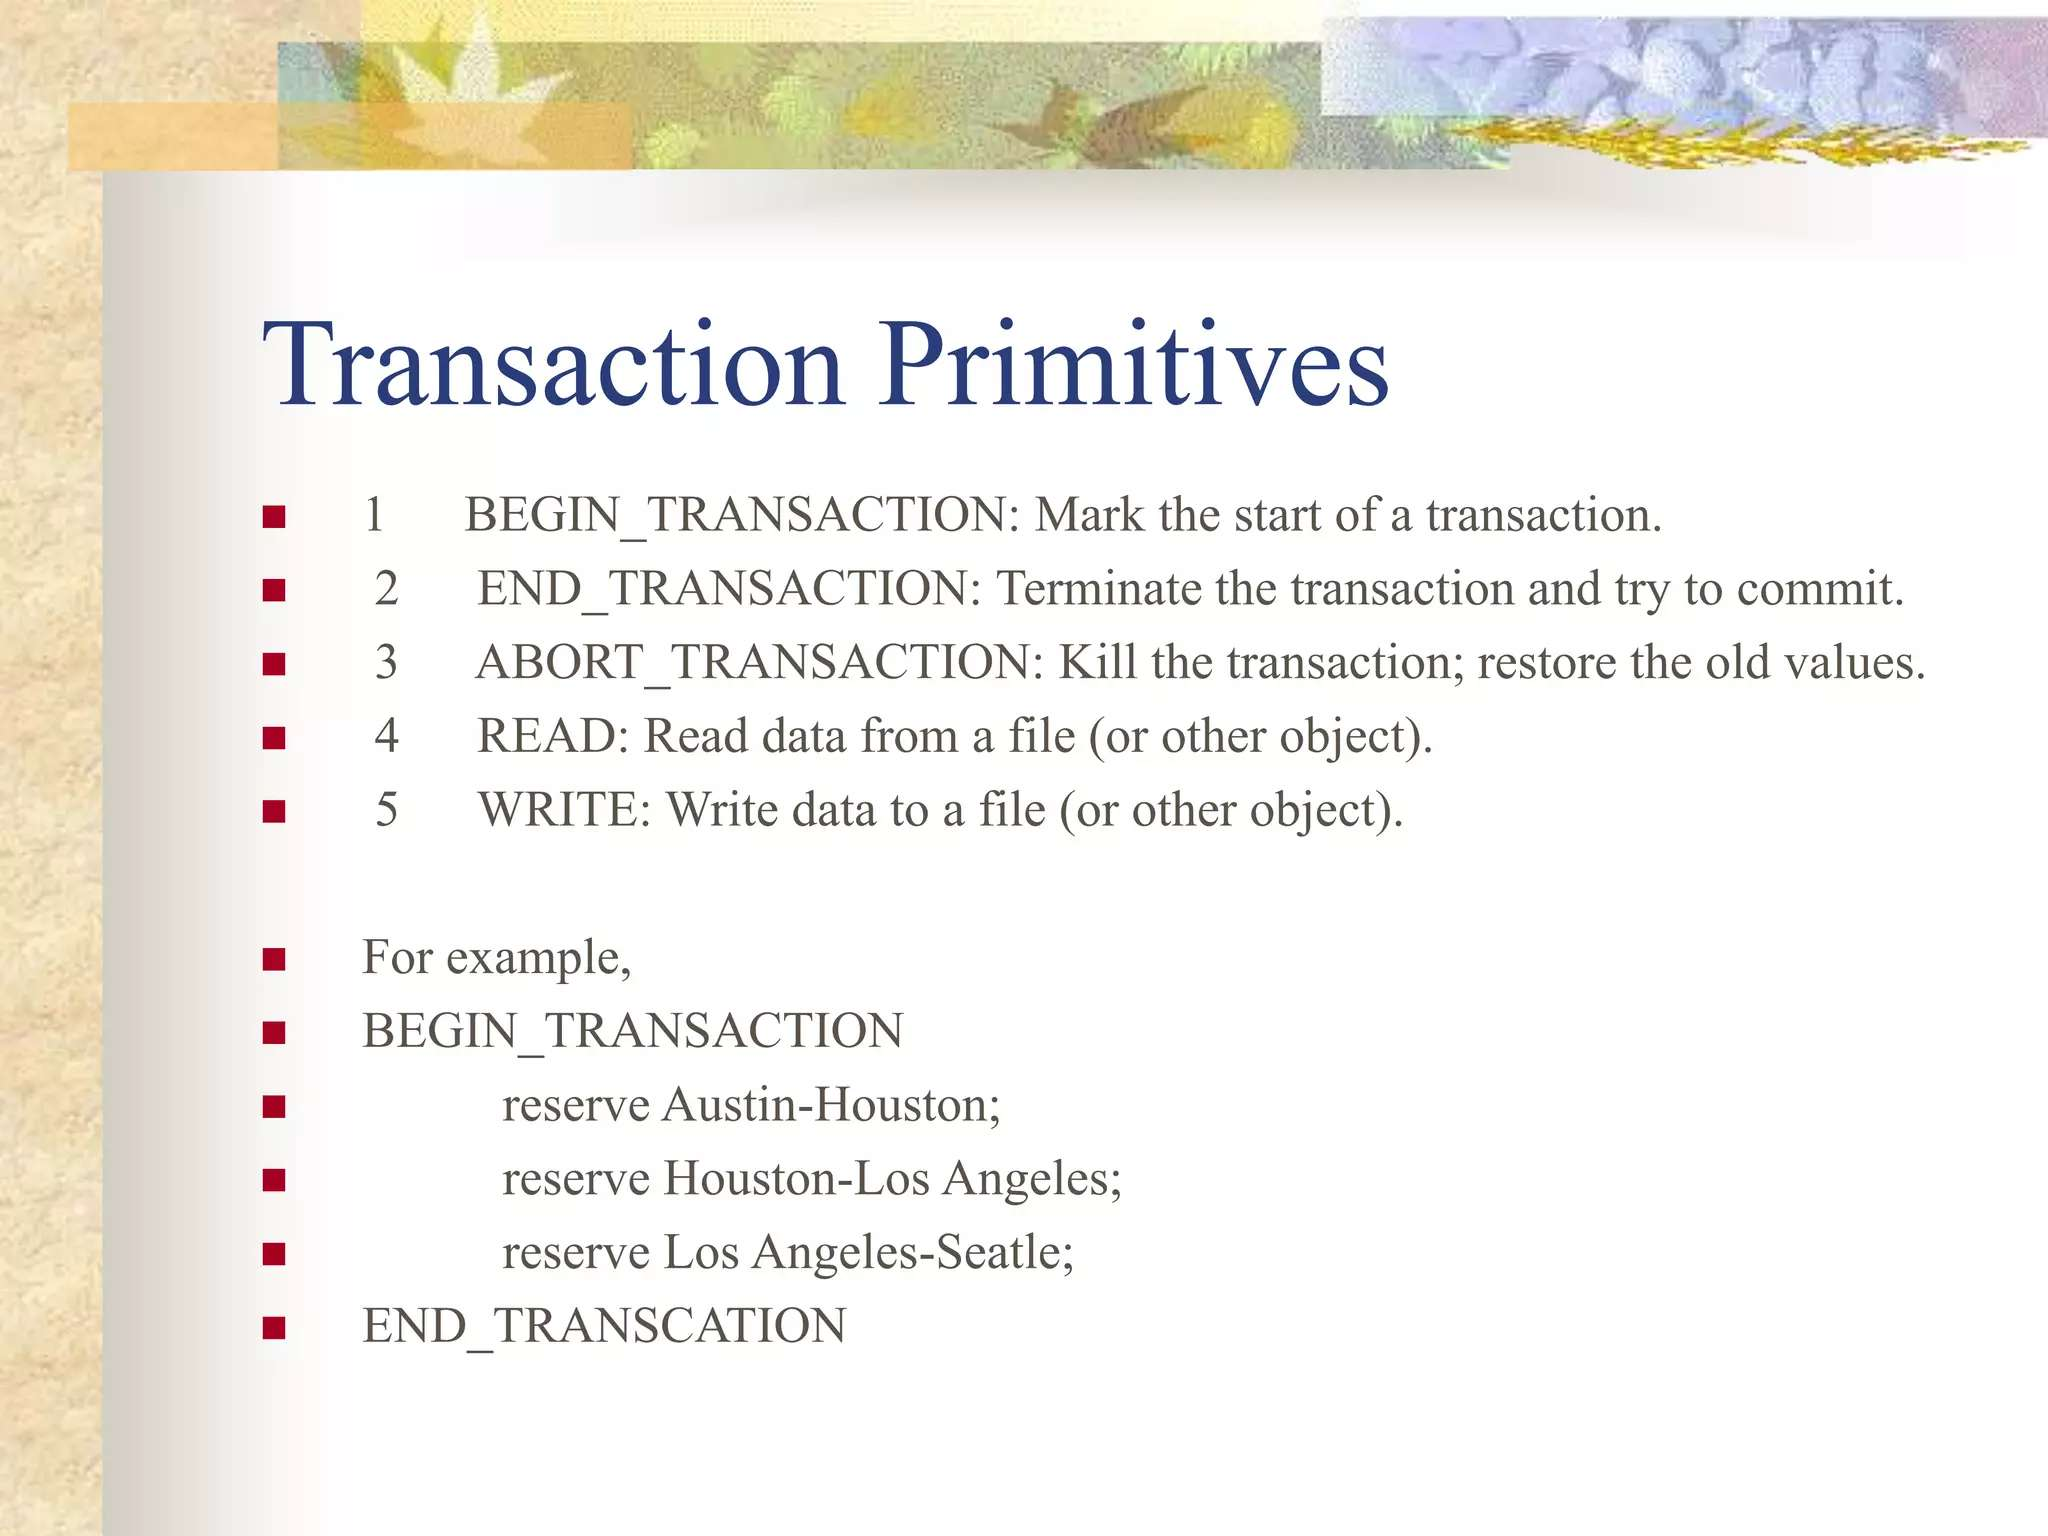 Transaction Primitives
1 BEGIN_TRANSACTION: Mark the start of a transaction.
2 END_TRANSACTION: Terminate the transaction and try to commit.
3 ABORT_TRANSACTION: Kill the transaction; restore the old values.
4 READ: Read data from a file (or other object).
5 WRITE: Write data to a file (or other object).
For example,
BEGIN_TRANSACTION
reserve Austin-Houston;
reserve Houston-Los Angeles;
reserve Los Angeles-Seatle;
END_TRANSCATION